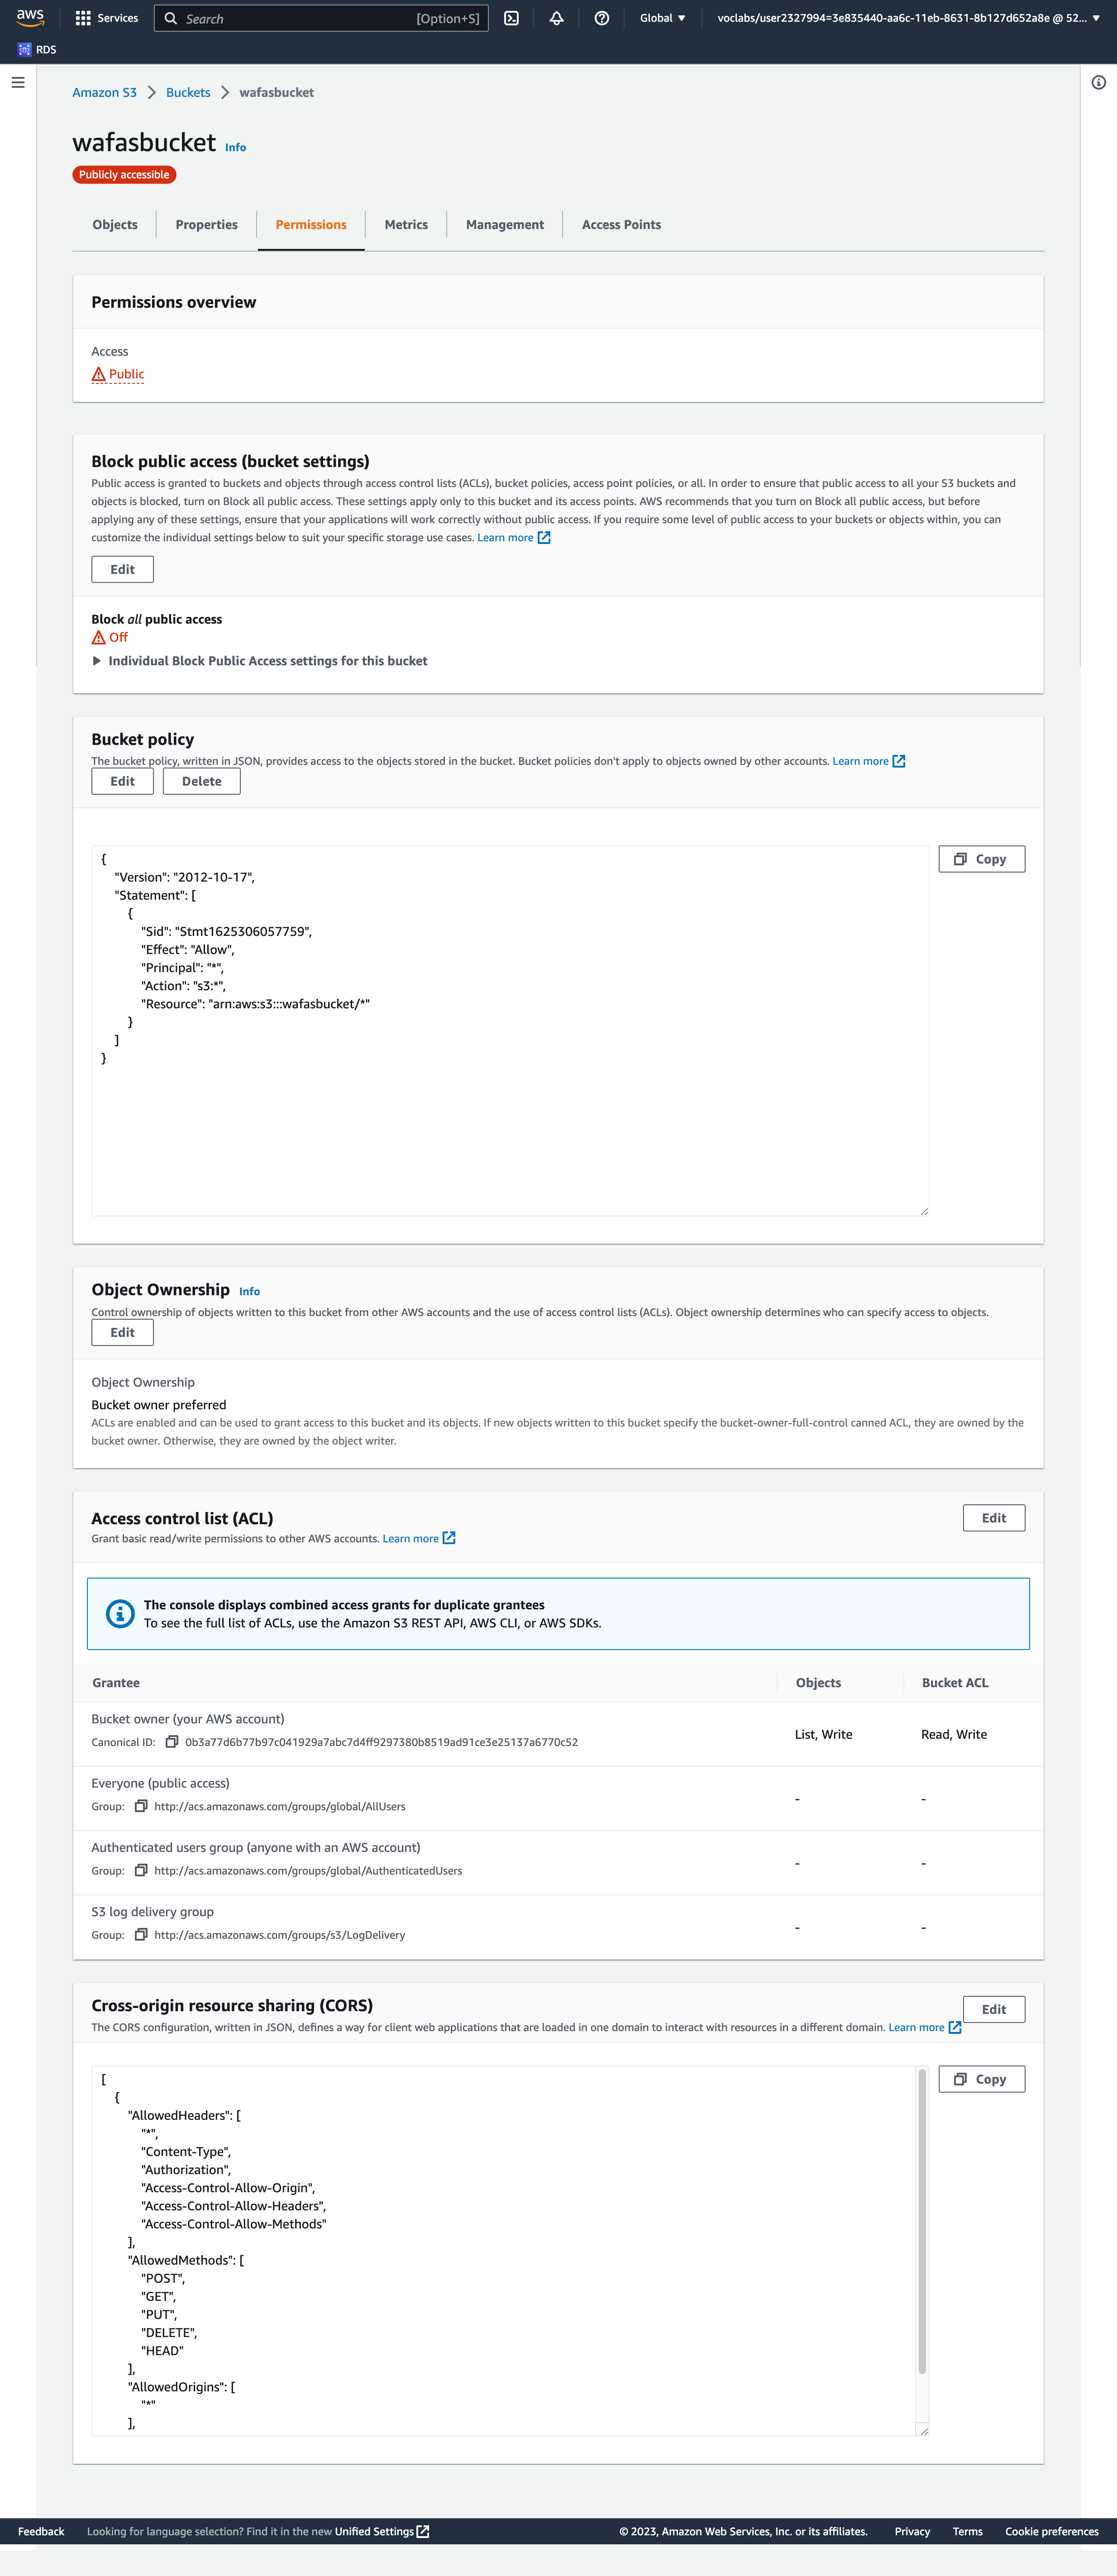 aws
Services
Search
[Option+S]
Global
voclabs/user2327994=3e835440-aa6c-11eb-8631-8b127d652a8e @ 52...
RDS
Amazon S3
Buckets
wafasbucket
wafasbucket Info
Publicly accessible
Objects
Properties
Permissions
Metrics
Management
Access Points
Permissions overview
Access
Public
Block public access (bucket settings)
Public access is granted to buckets and objects through access control lists (ACLs), bucket policies, access point policies, or all. In order to ensure that public access to all your S3 buckets and
objects is blocked, turn on Block all public access. These settings apply only to this bucket and its access points. AWS recommends that you turn on Block all public access, but before
applying any of these settings, ensure that your applications will work correctly without public access. If you require some level of public access to your buckets or objects within, you can
customize the individual settings below to suit your specific storage use cases. Learn more
Edit
Block all public access
Off
Individual Block Public Access settings for this bucket
Bucket policy
The bucket policy, written in JSON, provides access to the objects stored in the bucket. Bucket policies don't apply to objects owned by other accounts. Learn more
Edit
Delete
Copy
{
"Version": "2012-10-17",
"Statement": [
{
"Sid": "Stmt1625306057759",
"Effect": "Allow",
"Principal": "*",
"Action": "s3:*",
"Resource": "arn:aws:s3:::wafasbucket/*"
}
]
}
Object Ownership Info
Control ownership of objects written to this bucket from other AWS accounts and the use of access control lists (ACLs). Object ownership determines who can specify access to objects.
Edit
Object Ownership
Bucket owner preferred
ACLs are enabled and can be used to grant access to this bucket and its objects. If new objects written to this bucket specify the bucket-owner-full-control canned ACL, they are owned by the
bucket owner. Otherwise, they are owned by the object writer.
Access control list (ACL)
Edit
Grant basic read/write permissions to other AWS accounts. Learn more
The console displays combined access grants for duplicate grantees
To see the full list of ACLs, use the Amazon S3 REST API, AWS CLI, or AWS SDKs.
Grantee
Objects
Bucket ACL
Bucket owner (your AWS account)
Canonical ID: 0b3a77d6b77b97c041929a7abc7d4ff9297380b8519ad91ce3e25137a6770c52
List, Write
Read, Write
Everyone (public access)
Group: http://acs.amazonaws.com/groups/global/AllUsers
-
-
Authenticated users group (anyone with an AWS account)
Group: http://acs.amazonaws.com/groups/global/AuthenticatedUsers
-
-
S3 log delivery group
Group: http://acs.amazonaws.com/groups/s3/LogDelivery
-
-
Cross-origin resource sharing (CORS)
Edit
The CORS configuration, written in JSON, defines a way for client web applications that are loaded in one domain to interact with resources in a different domain. Learn more
Copy
[
{
"AllowedHeaders": [
"*",
"Content-Type",
"Authorization",
"Access-Control-Allow-Origin",
"Access-Control-Allow-Headers",
"Access-Control-Allow-Methods"
],
"AllowedMethods": [
"POST",
"GET",
"PUT",
"DELETE",
"HEAD"
],
"AllowedOrigins": [
"*"
],
Feedback
Looking for language selection? Find it in the new Unified Settings
© 2023, Amazon Web Services, Inc. or its affiliates.
Privacy
Terms
Cookie preferences